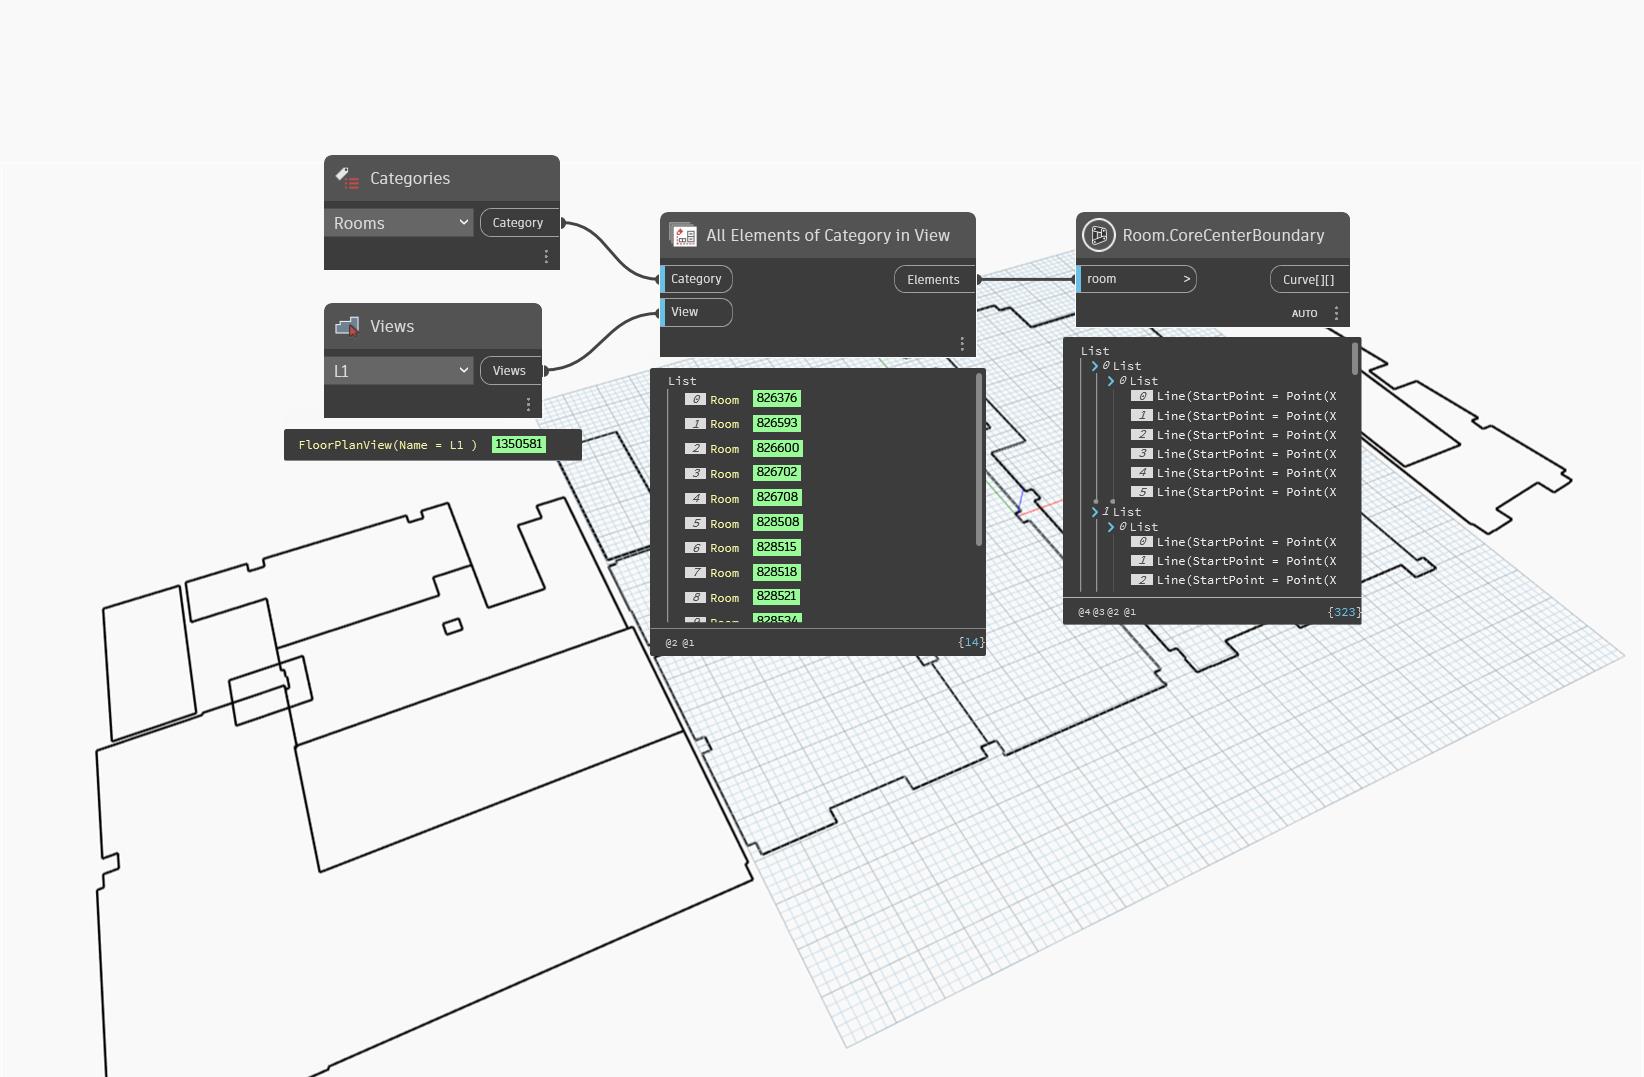 Categories
Rooms
Category
Views
L1
Views
FloorPlanView(Name = L1 ) 1350581
All Elements of Category in View
Category
Elements
View
List
0 Room 826376
1 Room 826593
2 Room 826600
3 Room 826702
4 Room 826708
5 Room 828508
6 Room 828515
7 Room 828518
8 Room 828521
9 Room 828534
@2 @1 {14}
Room.CoreCenterBoundary
room >
Curve[][]
AUTO
List
0 List
0 List
0 Line(StartPoint = Point(X
1 Line(StartPoint = Point(X
2 Line(StartPoint = Point(X
3 Line(StartPoint = Point(X
4 Line(StartPoint = Point(X
5 Line(StartPoint = Point(X
1 List
0 List
0 Line(StartPoint = Point(X
1 Line(StartPoint = Point(X
2 Line(StartPoint = Point(X
@4 @3 @2 @1 {323}